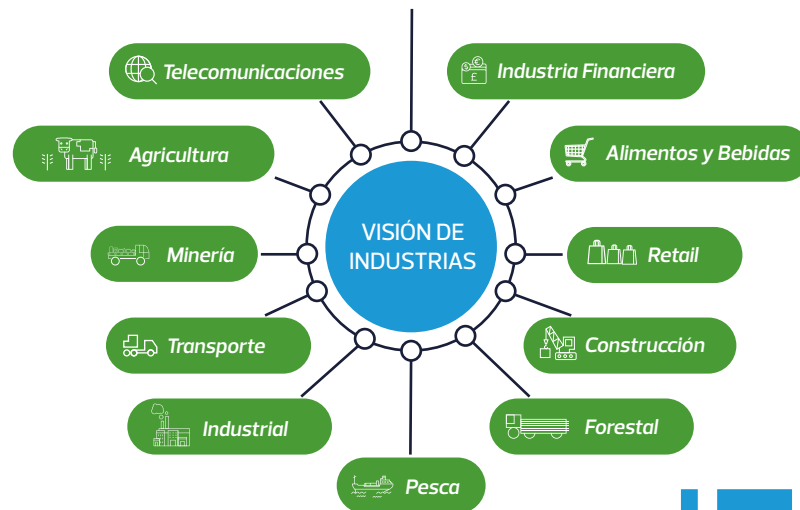 Telecomunicaciones
Industria Financiera
Agricultura
Alimentos y Bebidas
VISIÓN DE
INDUSTRIAS
Minería
Retail
Transporte
Construcción
Industrial
Forestal
Pesca
$
€
£